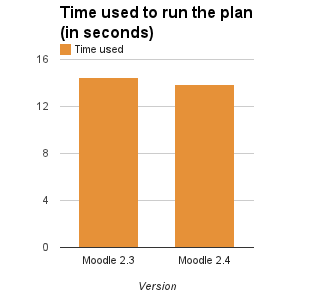 Time used to run the plan
(in seconds)
Time used
16
12
8
4
0
Moodle 2.3 Moodle 2.4
Version